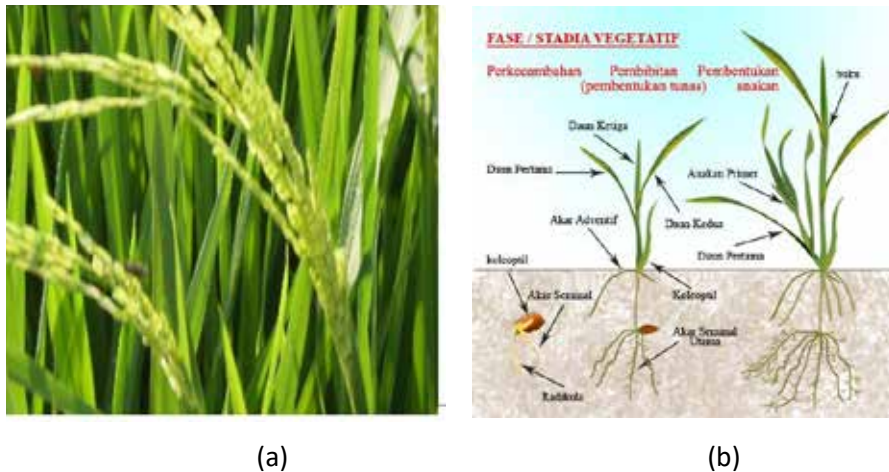 FASE / STADIA VEGETATIF
Perkecambahan Pembibitan Pembentukan
(pembentukan tunas) anakan
buku
Daun Ketiga
Daun Pertama
Anakan Primer
Akar Adventif
Daun Kedua
Daun Pertama
koleoptil
Koleoptil
Akar Seminal
Akar Seminal
Utama
Radikula
(a)
(b)